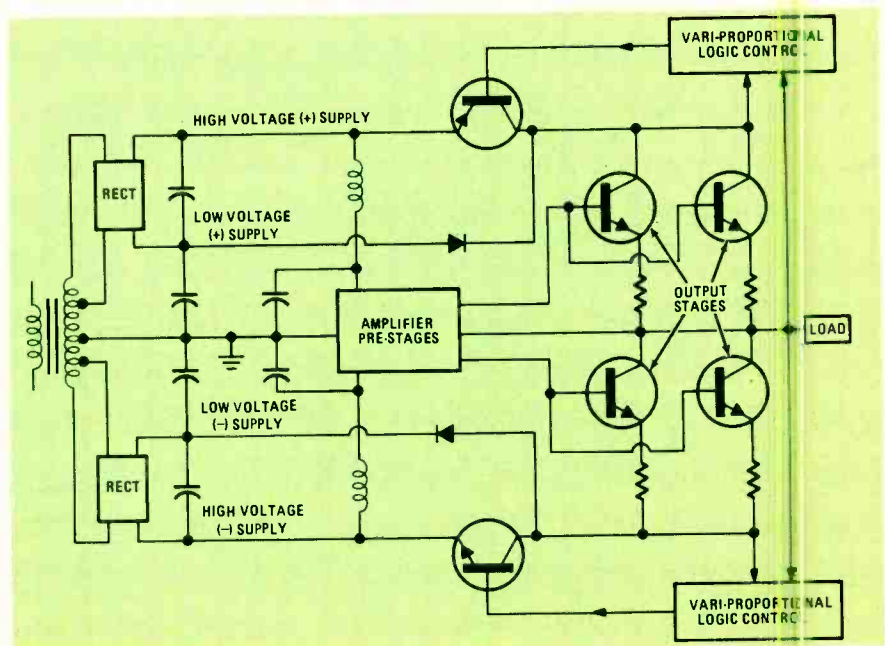 VARI-PROPORTIONAL
LOGIC CONTROL
HIGH VOLTAGE (+) SUPPLY
RECT
LOW VOLTAGE
(+) SUPPLY
AMPLIFIER
PRE-STAGES
OUTPUT
STAGES
LOAD
LOW VOLTAGE
(−) SUPPLY
RECT
HIGH VOLTAGE
(−) SUPPLY
VARI-PROPORTIONAL
LOGIC CONTROL